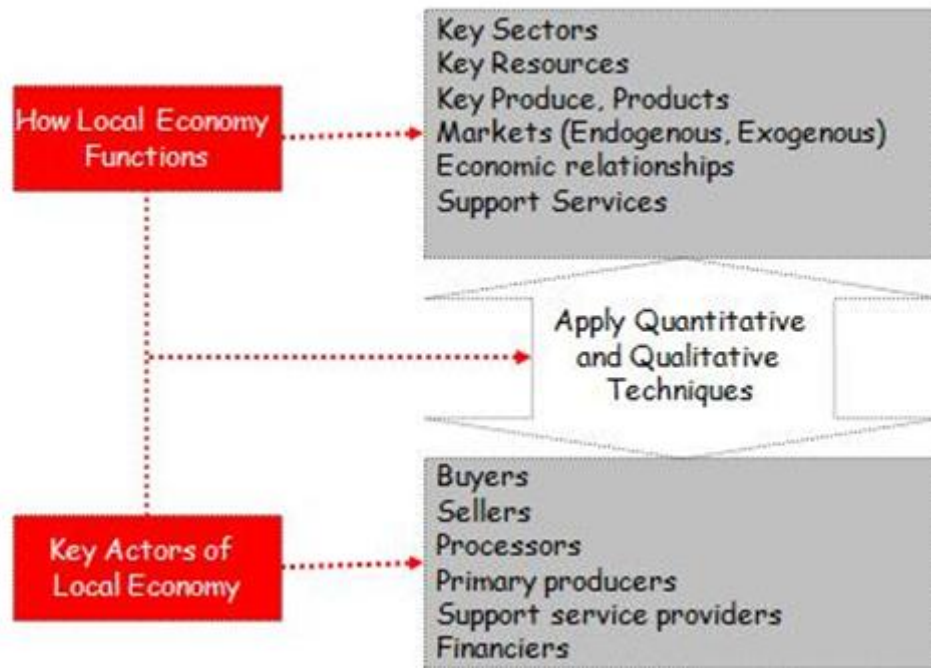 How Local Economy
Functions
Key Sectors
Key Resources
Key Produce, Products
Markets (Endogenous, Exogenous)
Economic relationships
Support Services
Apply Quantitative
and Qualitative
Techniques
Key Actors of
Local Economy
Buyers
Sellers
Processors
Primary producers
Support service providers
Financiers